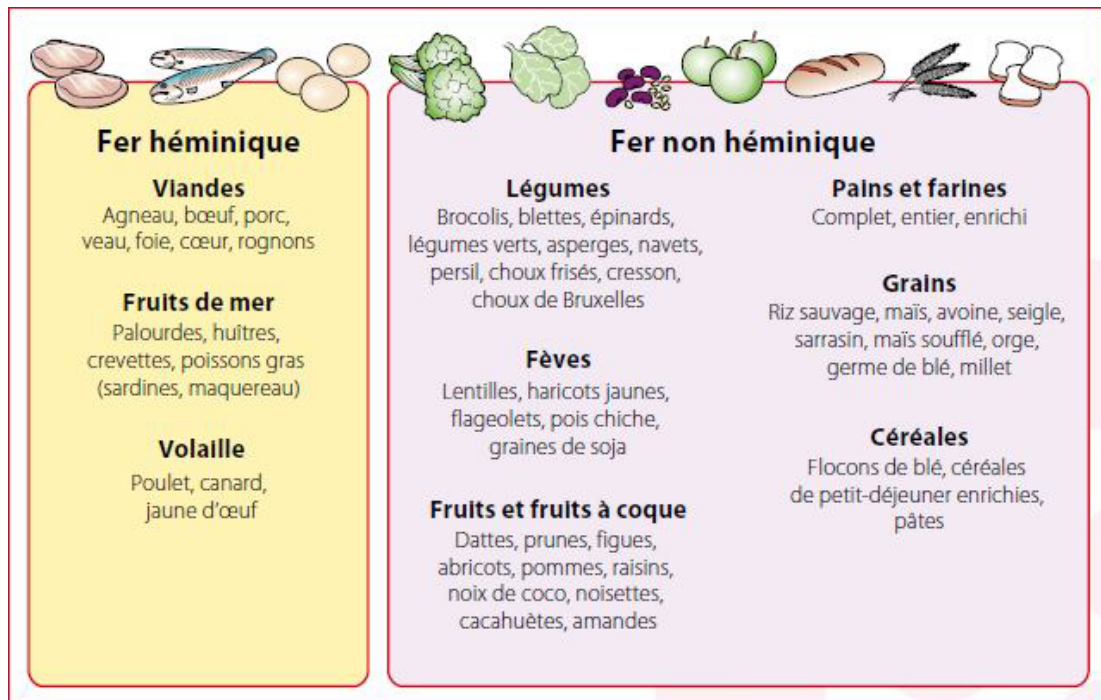 Fer héminique
Viandes
Agneau, bœuf, porc,
veau, foie, cœur, rognons
Fruits de mer
Palourdes, huîtres,
crevettes, poissons gras
(sardines, maquereau)
Volaille
Poulet, canard,
jaune d'œuf
Fer non héminique
Légumes
Brocolis, blettes, épinards,
légumes verts, asperges, navets,
persil, choux frisés, cresson,
choux de Bruxelles
Fèves
Lentilles, haricots jaunes,
flageolets, pois chiche,
graines de soja
Fruits et fruits à coque
Dattes, prunes, figues,
abricots, pommes, raisins,
noix de coco, noisettes,
cacahuètes, amandes
Pains et farines
Complet, entier, enrichi
Grains
Riz sauvage, maïs, avoine, seigle,
sarrasin, maïs soufflé, orge,
germe de blé, millet
Céréales
Flocons de blé, céréales
de petit-déjeuner enrichies,
pâtes